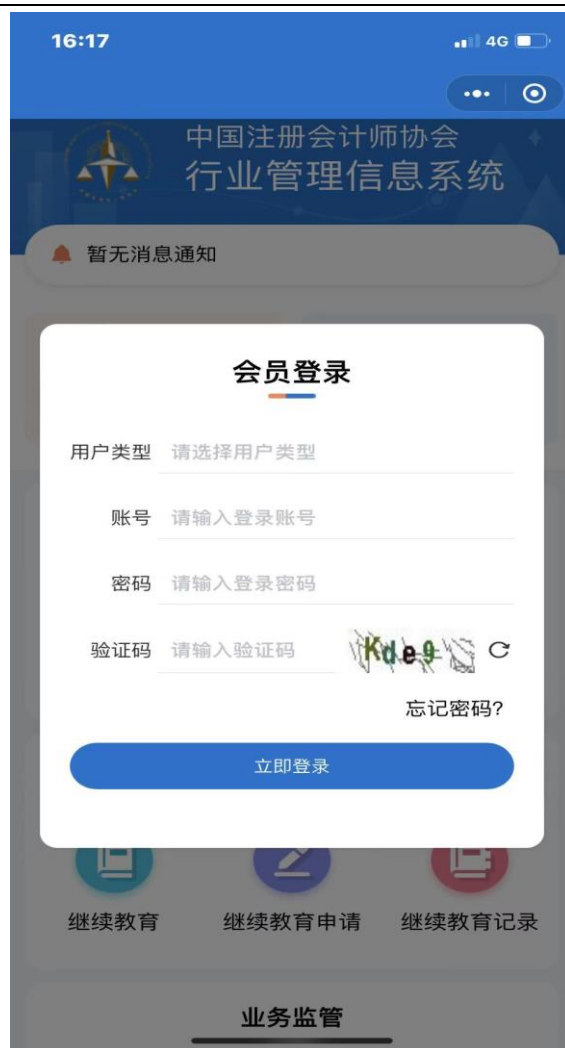 16:17
4G
中国注册会计师协会
行业管理信息系统
暂无消息通知
会员登录
用户类型 请选择用户类型
账号 请输入登录账号
密码 请输入登录密码
验证码 请输入验证码 Kde9
忘记密码?
立即登录
继续教育 继续教育申请 继续教育记录
业务监管